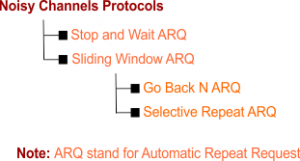 Noisy Channels Protocols
Stop and Wait ARQ
Sliding Window ARQ
Go Back N ARQ
Selective Repeat ARQ
Note: ARQ stand for Automatic Repeat Request